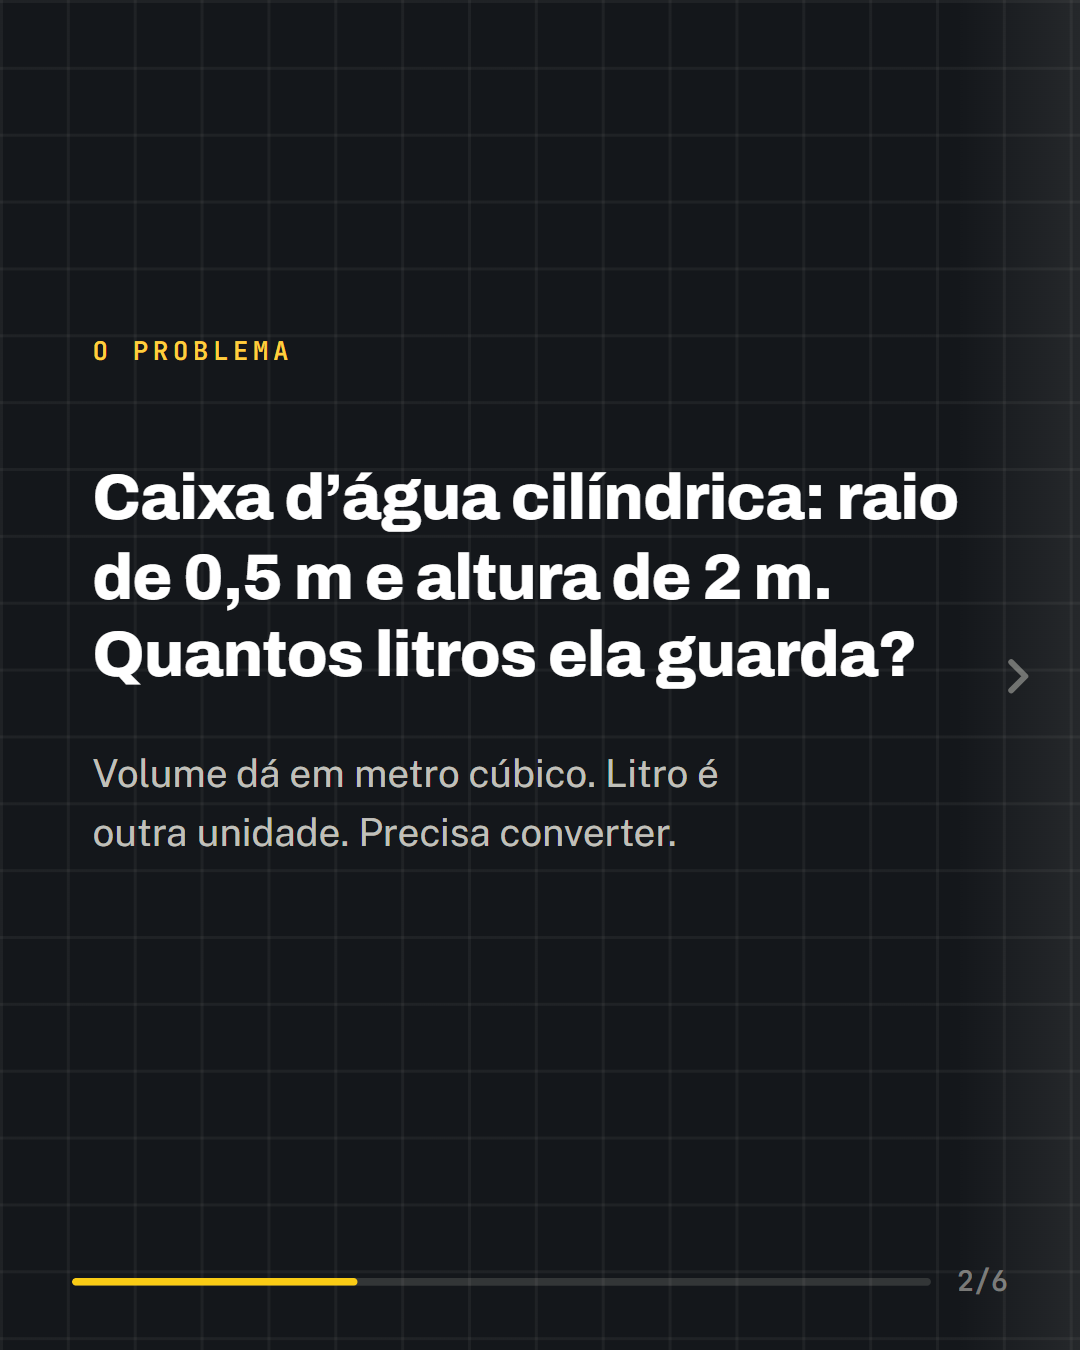 O PROBLEMA
Caixa d’água cilíndrica: raio
de 0,5 m e altura de 2 m.
Quantos litros ela guarda?
Volume dá em metro cúbico. Litro é
outra unidade. Precisa converter.
2/6